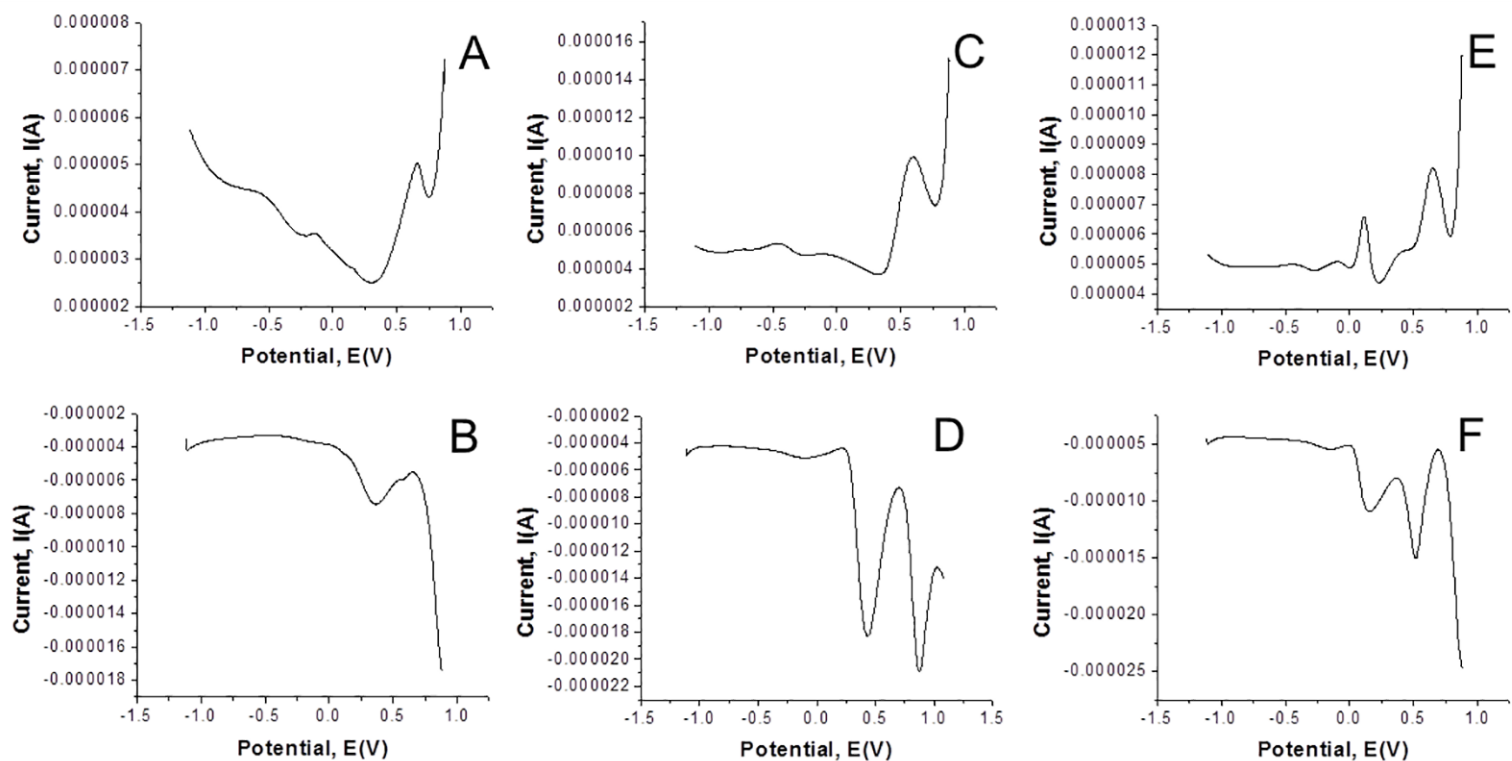 A
0.000008
0.000007
0.000006
0.000005
0.000004
0.000003
0.000002
Current, I(A)
-1.5 -1.0 -0.5 0.0 0.5 1.0
Potential, E(V)
C
0.000016
0.000014
0.000012
0.000010
0.000008
0.000006
0.000004
0.000002
Current, I(A)
-1.5 -1.0 -0.5 0.0 0.5 1.0
Potential, E(V)
E
0.000013
0.000012
0.000011
0.000010
0.000009
0.000008
0.000007
0.000006
0.000005
0.000004
Current, I(A)
-1.5 -1.0 -0.5 0.0 0.5 1.0
Potential, E(V)
B
-0.000002
-0.000004
-0.000006
-0.000008
-0.000010
-0.000012
-0.000014
-0.000016
-0.000018
Current, I(A)
-1.5 -1.0 -0.5 0.0 0.5 1.0
Potential, E(V)
D
-0.000002
-0.000004
-0.000006
-0.000008
-0.000010
-0.000012
-0.000014
-0.000016
-0.000018
-0.000020
-0.000022
Current, I(A)
-1.5 -1.0 -0.5 0.0 0.5 1.0 1.5
Potential, E(V)
F
-0.000005
-0.000010
-0.000015
-0.000020
-0.000025
Current, I(A)
-1.5 -1.0 -0.5 0.0 0.5 1.0
Potential, E(V)